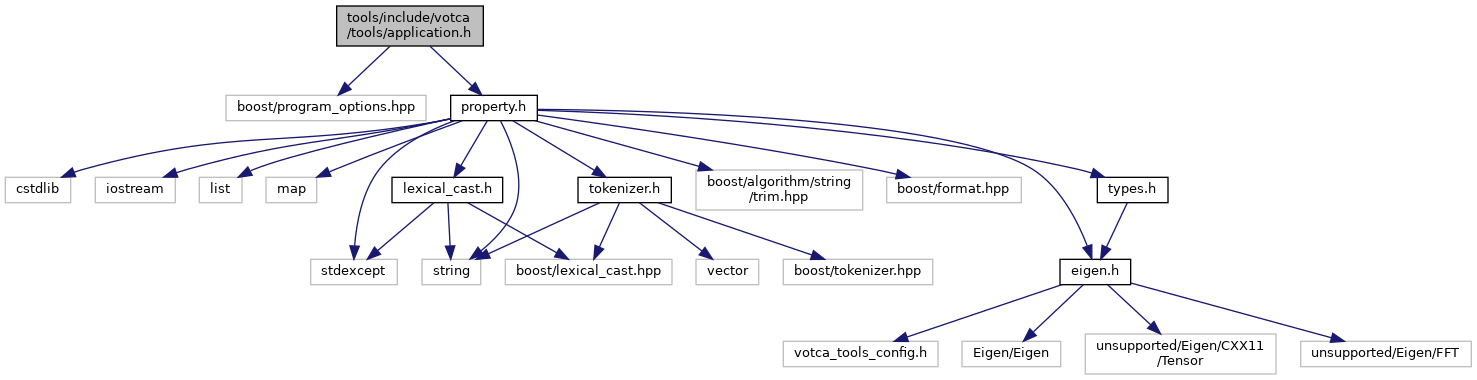 tools/include/votca
/tools/application.h
boost/program_options.hpp
property.h
cstdlib
iostream
list
map
lexical_cast.h
tokenizer.h
boost/algorithm/string
/trim.hpp
boost/format.hpp
types.h
stdexcept
string
boost/lexical_cast.hpp
vector
boost/tokenizer.hpp
eigen.h
votca_tools_config.h
Eigen/Eigen
unsupported/Eigen/CXX11
/Tensor
unsupported/Eigen/FFT